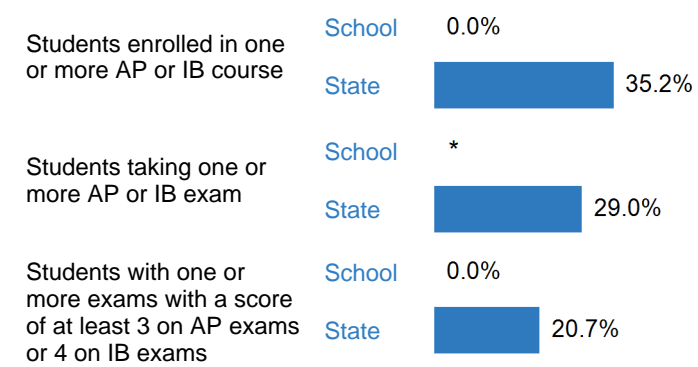 Students enrolled in one
or more AP or IB course
School 0.0%
State 35.2%
Students taking one or
more AP or IB exam
School *
State 29.0%
Students with one or
more exams with a score
of at least 3 on AP exams
or 4 on IB exams
School 0.0%
State 20.7%